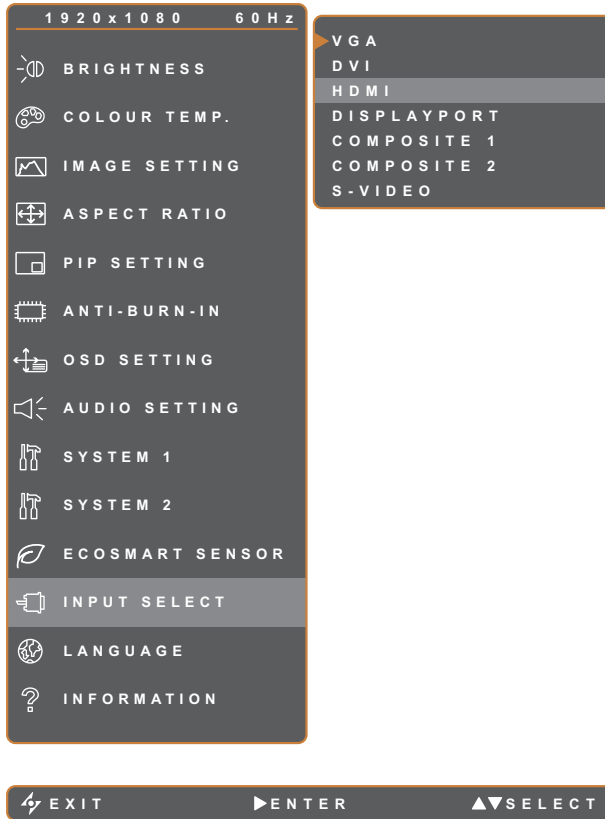 1920x1080 60Hz
BRIGHTNESS
COLOUR TEMP.
IMAGE SETTING
ASPECT RATIO
PIP SETTING
ANTI-BURN-IN
OSD SETTING
AUDIO SETTING
SYSTEM 1
SYSTEM 2
ECOSMART SENSOR
INPUT SELECT
LANGUAGE
INFORMATION
VGA
DVI
HDMI
DISPLAYPORT
COMPOSITE 1
COMPOSITE 2
S-VIDEO
EXIT ▶ENTER ▲▼SELECT